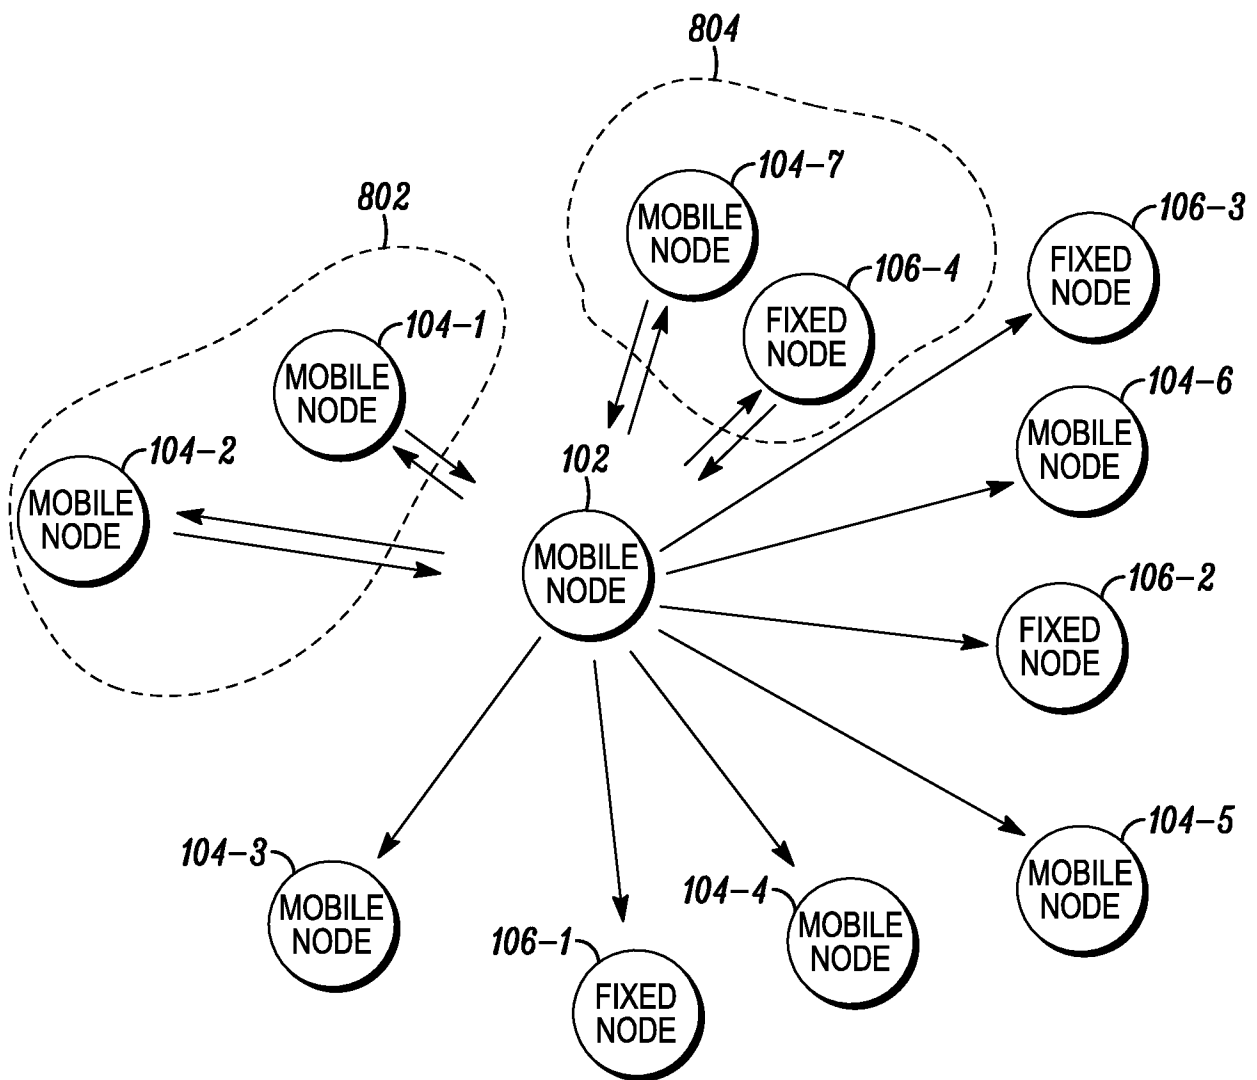 804
104-7
MOBILE
NODE
802
106-3
FIXED
NODE
106-4
FIXED
NODE
104-1
MOBILE
NODE
104-6
MOBILE
NODE
104-2
MOBILE
NODE
102
MOBILE
NODE
106-2
FIXED
NODE
104-5
MOBILE
NODE
104-3
MOBILE
NODE
104-4
MOBILE
NODE
106-1
FIXED
NODE